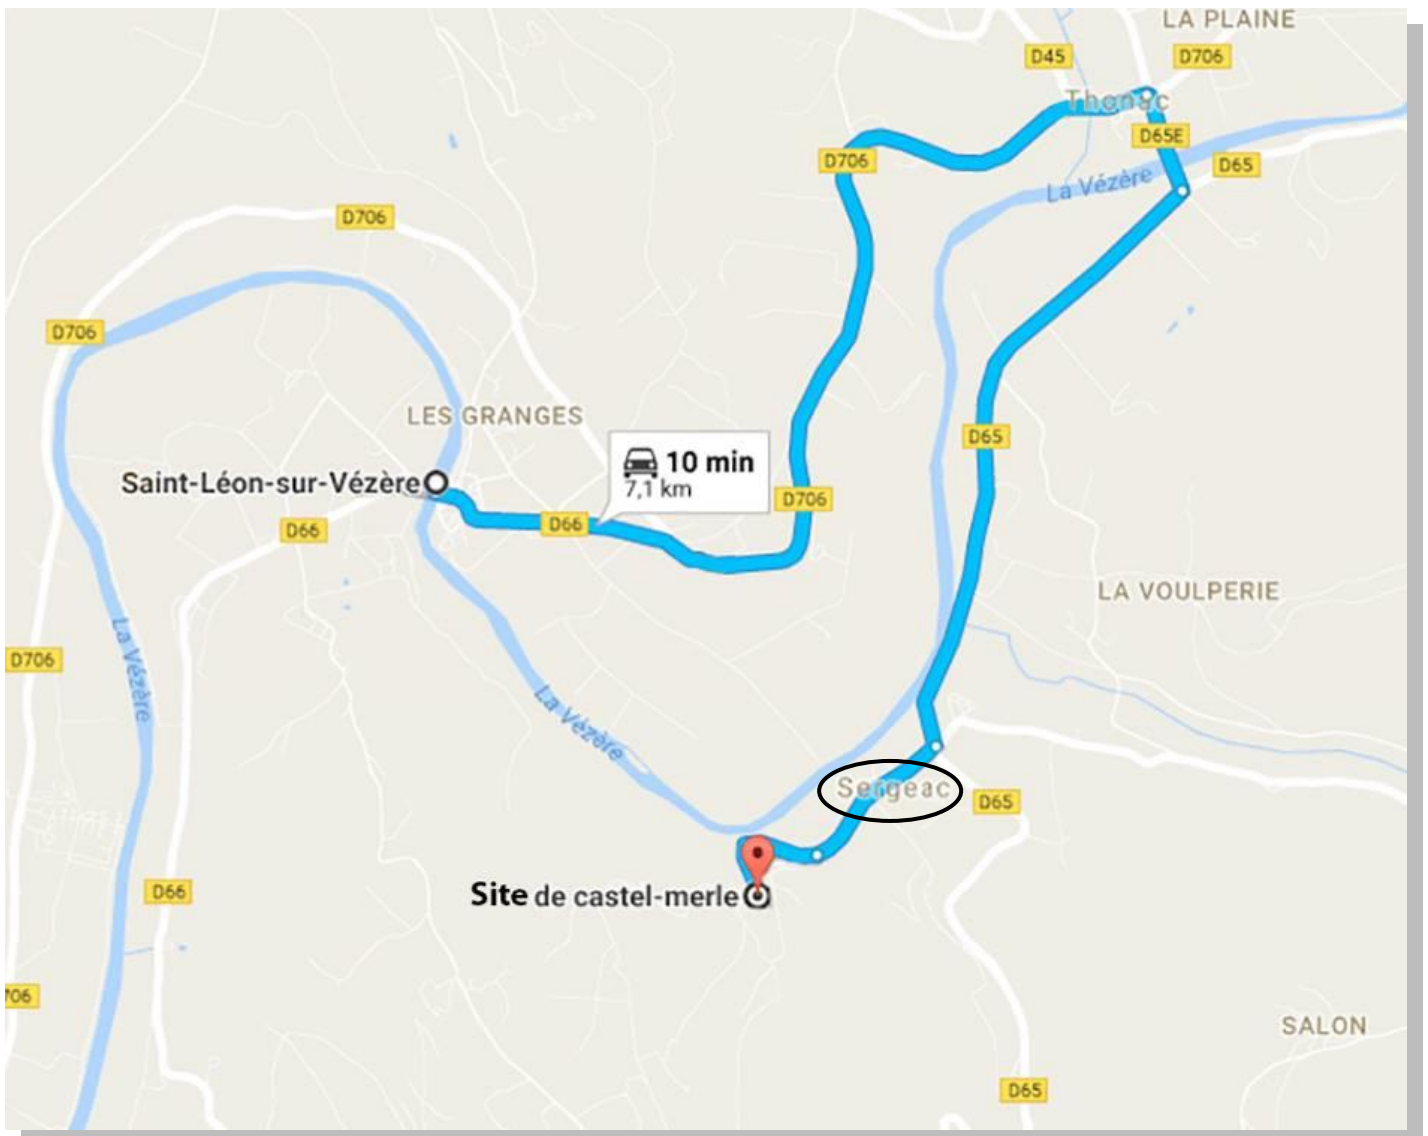 LA PLAINE
D45
D706
Thonac
D65E
D706
D65
La Vézère
D706
D706
LES GRANGES
D65
10 min
7,1 km
Saint-Léon-sur-Vézère
D706
D66
D66
LA VOULPERIE
La Vézère
D706
La Vézère
Sergeac
D65
D66
Site de castel-merle
706
SALON
D65